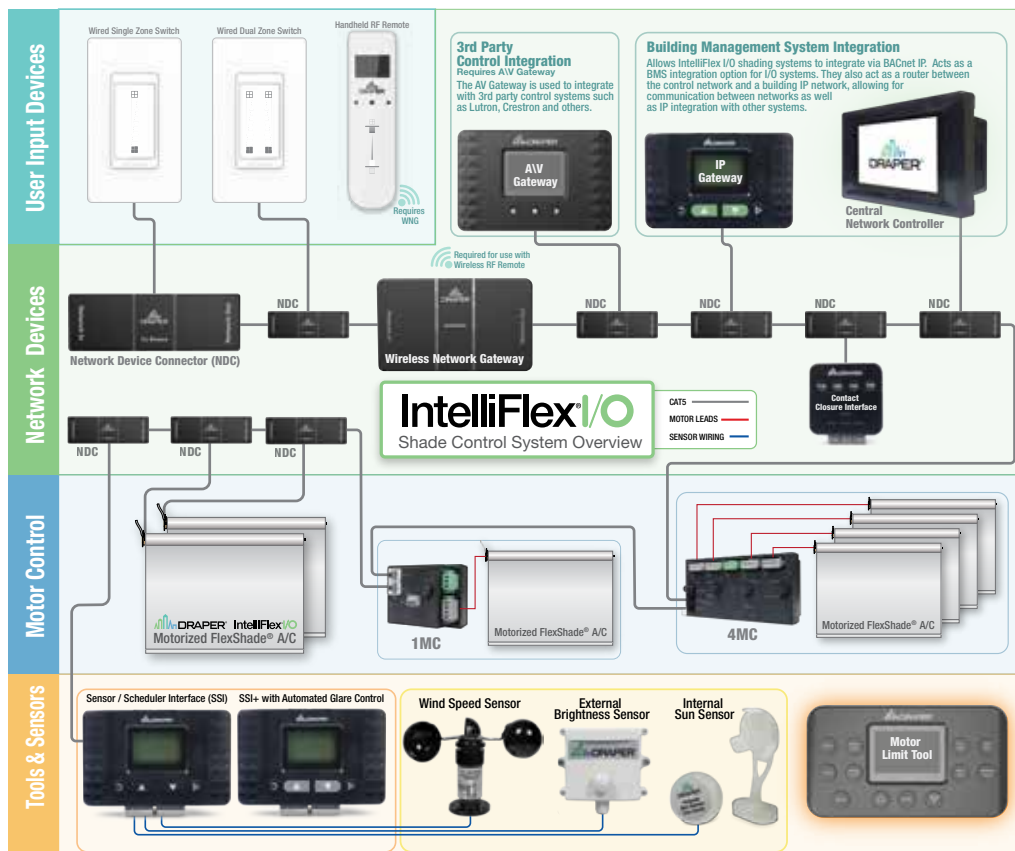 User Input Devices
Wired Single Zone Switch
Wired Dual Zone Switch
Handheld RF Remote
Requires
WNG
3rd Party
Control Integration
Requires A\V Gateway
The AV Gateway is used to integrate
with 3rd party control systems such
as Lutron, Crestron and others.
A\V
Gateway
Building Management System Integration
Allows IntelliFlex I/O shading systems to integrate via BACnet IP. Acts as a
BMS integration option for I/O systems. They also act as a router between
the control network and a building IP network, allowing for
communication between networks as well
as IP integration with other systems.
IP
Gateway
DRAPER
Central
Network Controller
Network Devices
Required for use with
Wireless RF Remote
DRAPER
Network Device Connector (NDC)
NDC
Wireless Network Gateway
NDC
NDC
NDC
NDC
Contact
Closure Interface
IntelliFlex® I/O
Shade Control System Overview
CAT5
MOTOR LEADS
SENSOR WIRING
NDC
NDC
NDC
Motor Control
DRAPER IntelliFlex I/O
Motorized FlexShade® A/C
1MC
Motorized FlexShade® A/C
4MC
Motorized FlexShade® A/C
Tools & Sensors
Sensor / Scheduler Interface (SSI)
SSI+ with Automated Glare Control
Wind Speed Sensor
External
Brightness Sensor
DRAPER
Internal
Sun Sensor
Motor
Limit Tool